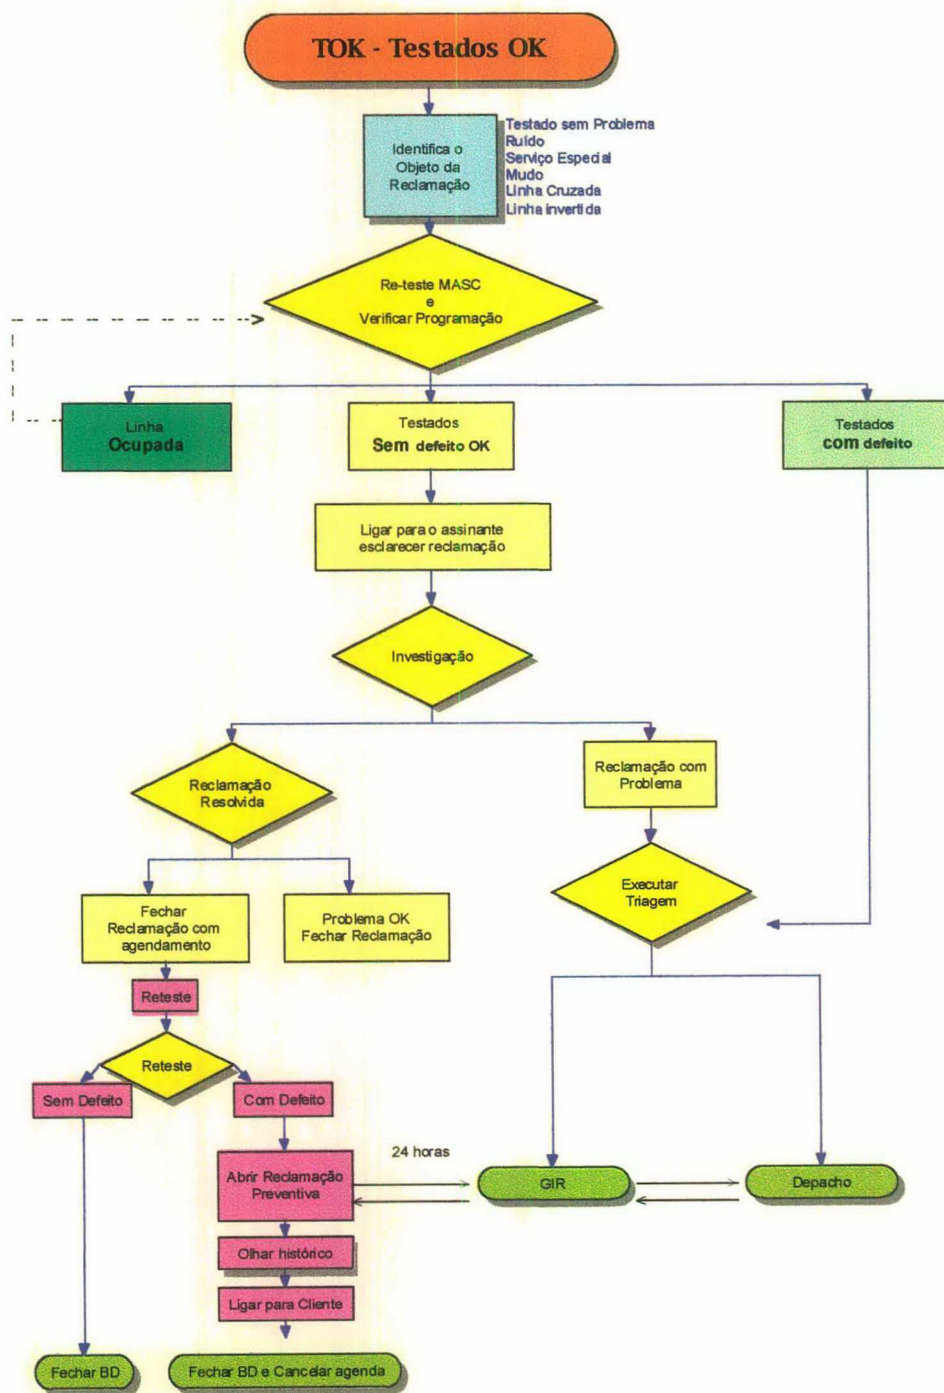 TOK - Testados OK
Identifica o
Objeto da
Reclamação
Testado sem Problema
Ruído
Serviço Especial
Mudo
Linha Cruzada
Linha invertida
Re-teste MASC
e
Verificar Programação
Linha
Ocupada
Testados
Sem defeito OK
Testados
com defeito
Ligar para o assinante
esclarecer reclamação
Investigação
Reclamação
Resolvida
Reclamação com
Problema
Executar
Triagem
Fechar
Reclamação com
agendamento
Problema OK
Fechar Reclamação
Reteste
Reteste
Sem Defeito
Com Defeito
24 horas
Abrir Reclamação
Preventiva
GIR
Depacho
Olhar histórico
Ligar para Cliente
Fechar BD
Fechar BD e Cancelar agenda